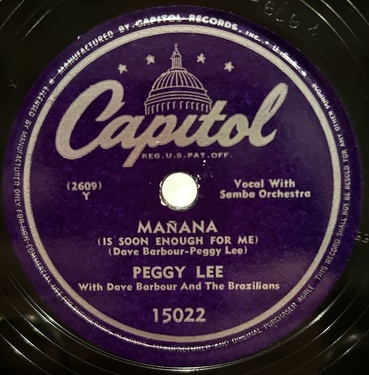 MANUFACTURED BY CAPITOL RECORDS, INC. • U.S.A.
Capitol
REG.U.S.PAT.OFF.
(2609)
Y
Vocal With
Samba Orchestra
MAÑANA
(IS SOON ENOUGH FOR ME)
(Dave Barbour-Peggy Lee)
PEGGY LEE
With Dave Barbour And The Brazilians
15022